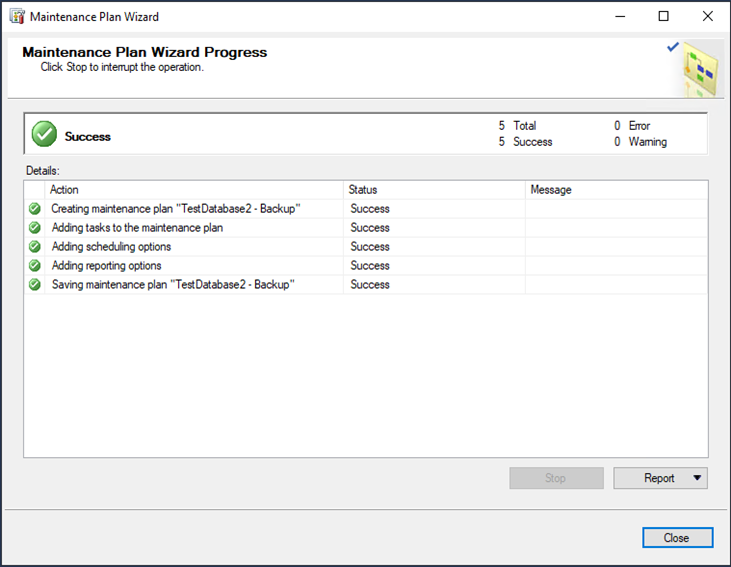 Maintenance Plan Wizard
Maintenance Plan Wizard Progress
Click Stop to interrupt the operation.
Success
5 Total 0 Error
5 Success 0 Warning
Details:
Action Status Message
Creating maintenance plan "TestDatabase2 - Backup" Success
Adding tasks to the maintenance plan Success
Adding scheduling options Success
Adding reporting options Success
Saving maintenance plan "TestDatabase2 - Backup" Success
Stop Report
Close